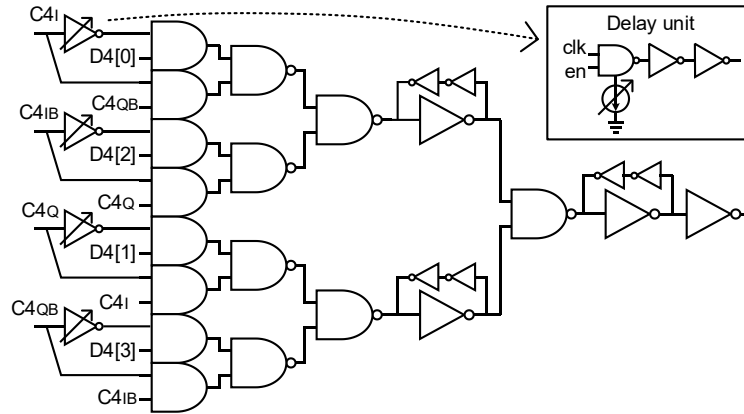 C4I
D4[0]
C4QB
C4IB
D4[2]
C4Q
C4Q
D4[1]
C4I
C4QB
D4[3]
C4IB
Delay unit
clk
en